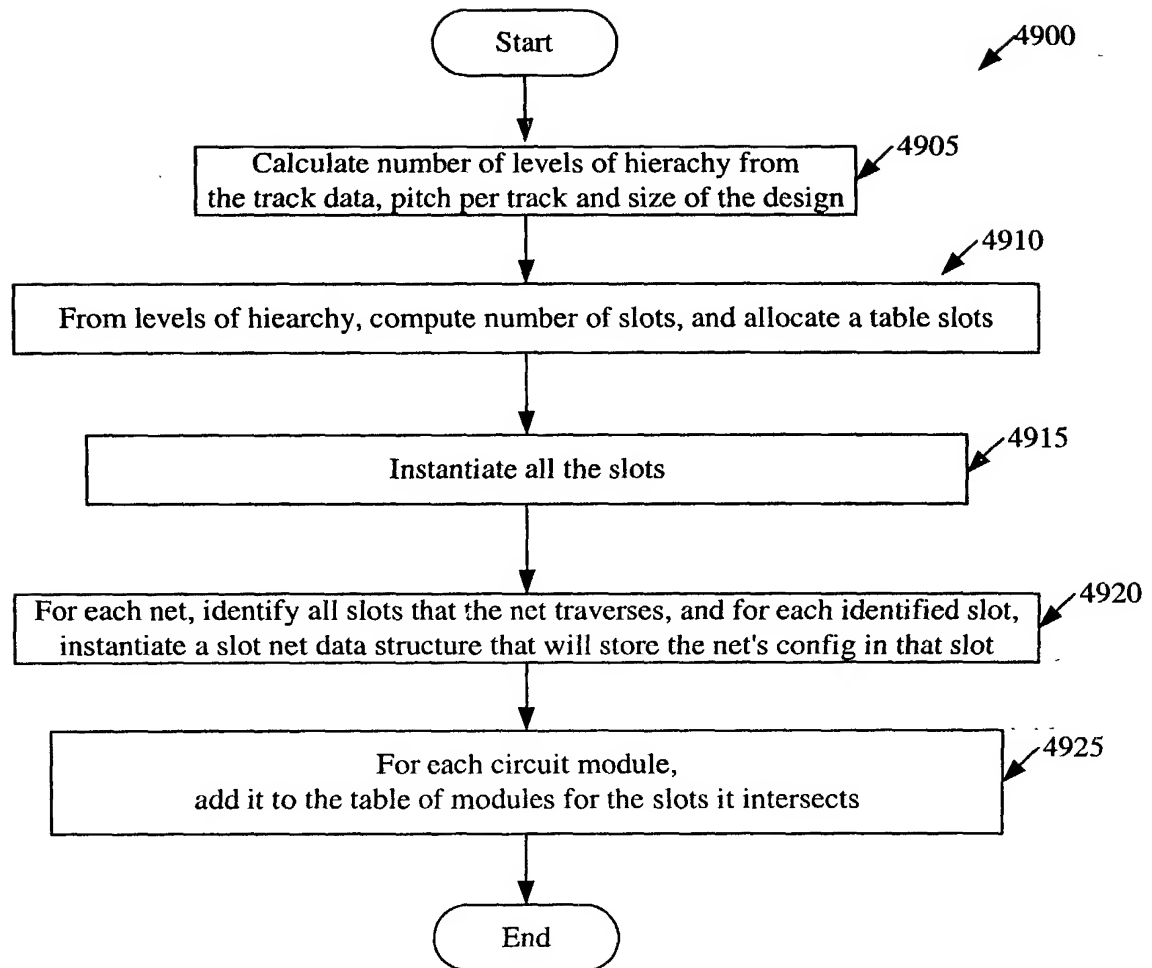 Start
4900
4905
Calculate number of levels of hierachy from
the track data, pitch per track and size of the design
4910
From levels of hiearchy, compute number of slots, and allocate a table slots
4915
Instantiate all the slots
4920
For each net, identify all slots that the net traverses, and for each identified slot,
instantiate a slot net data structure that will store the net's config in that slot
4925
For each circuit module,
add it to the table of modules for the slots it intersects
End